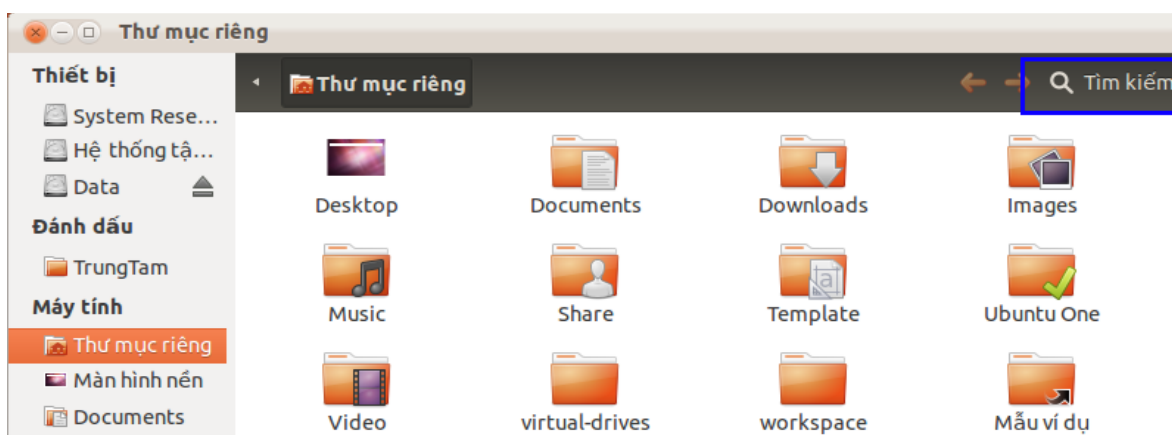 Thư mục riêng
Thiết bị
System Rese...
Hệ thống tậ...
Data
Đánh dấu
TrungTam
Máy tính
Thư mục riêng
Màn hình nền
Documents
Thư mục riêng
Tìm kiếm
Desktop
Documents
Downloads
Images
Music
Share
Template
Ubuntu One
Video
virtual-drives
workspace
Mẫu ví dụ